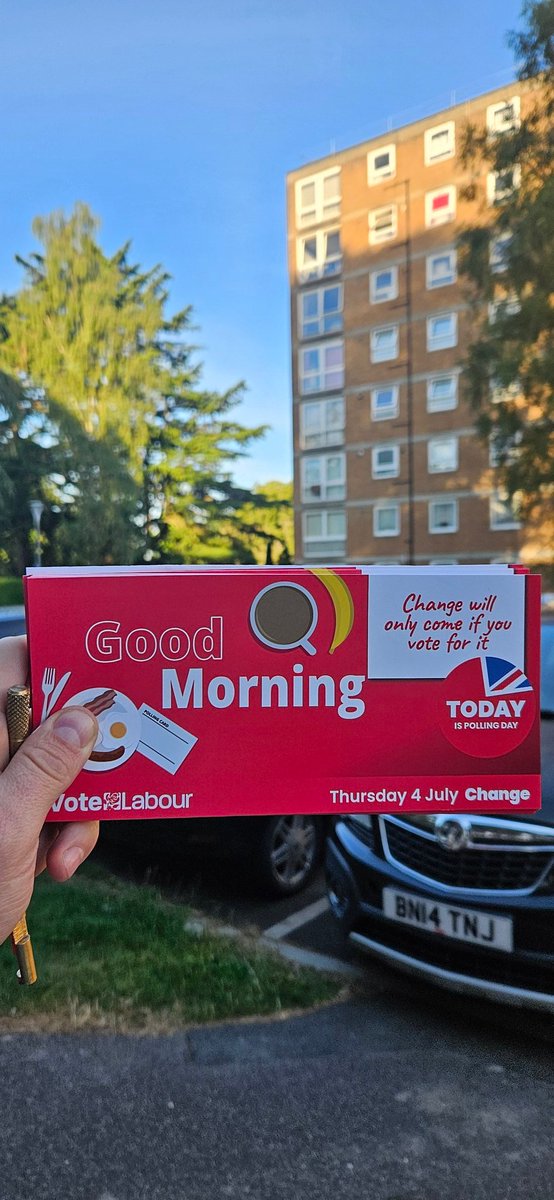 Good
Morning
Change will
only come if you
vote for it
TODAY
IS POLLING DAY
POLLING CARD
Vote Labour
Thursday 4 July Change
BN14 TNJ